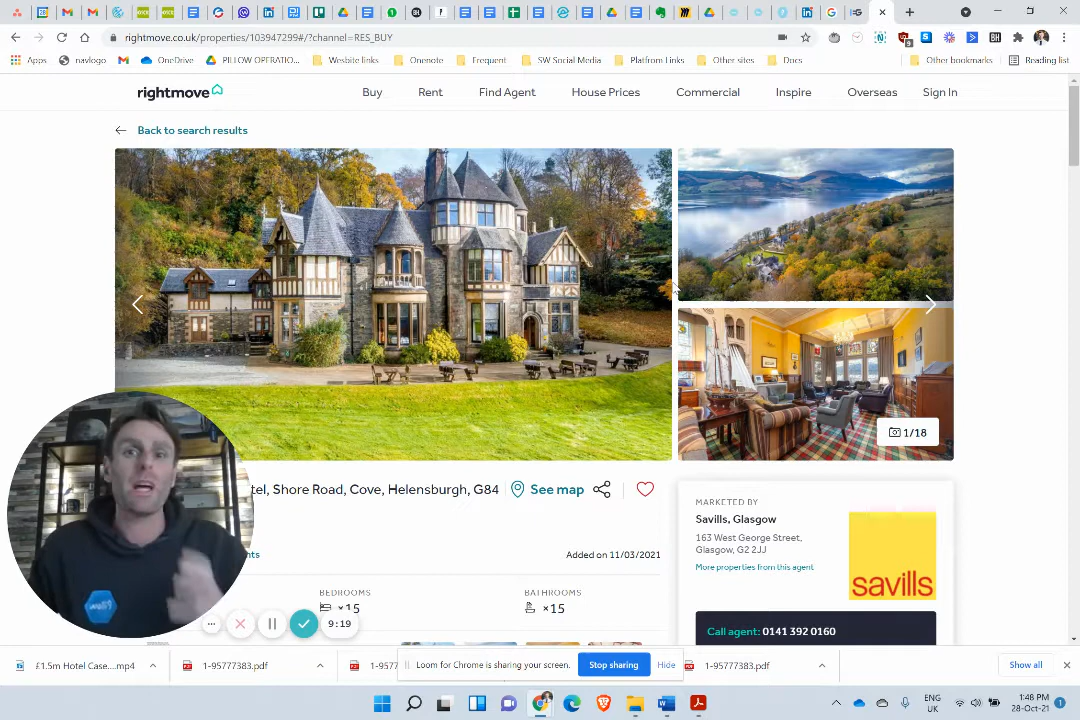 rightmove.co.uk/properties/103947299#/?channel=RES_BUY
Apps
navlogo
OneDrive
PILLOW OPERATIO...
Wesbite links
Onenote
Frequent
SW Social Media
Platfrom Links
Other sites
Docs
Other bookmarks
Reading list
rightmove
Buy
Rent
Find Agent
House Prices
Commercial
Inspire
Overseas
Sign In
Back to search results
1/18
tel, Shore Road, Cove, Helensburgh, G84
See map
MARKETED BY
Savills, Glasgow
163 West George Street,
Glasgow, G2 2JJ
More properties from this agent
savills
Added on 11/03/2021
BEDROOMS
×15
BATHROOMS
×15
9:19
Call agent: 0141 392 0160
£1.5m Hotel Case....mp4
1-95777383.pdf
1-9577
Loom for Chrome is sharing your screen.
Stop sharing
Hide
1-95777383.pdf
Show all
ENG
UK
1:48 PM
28-Oct-21